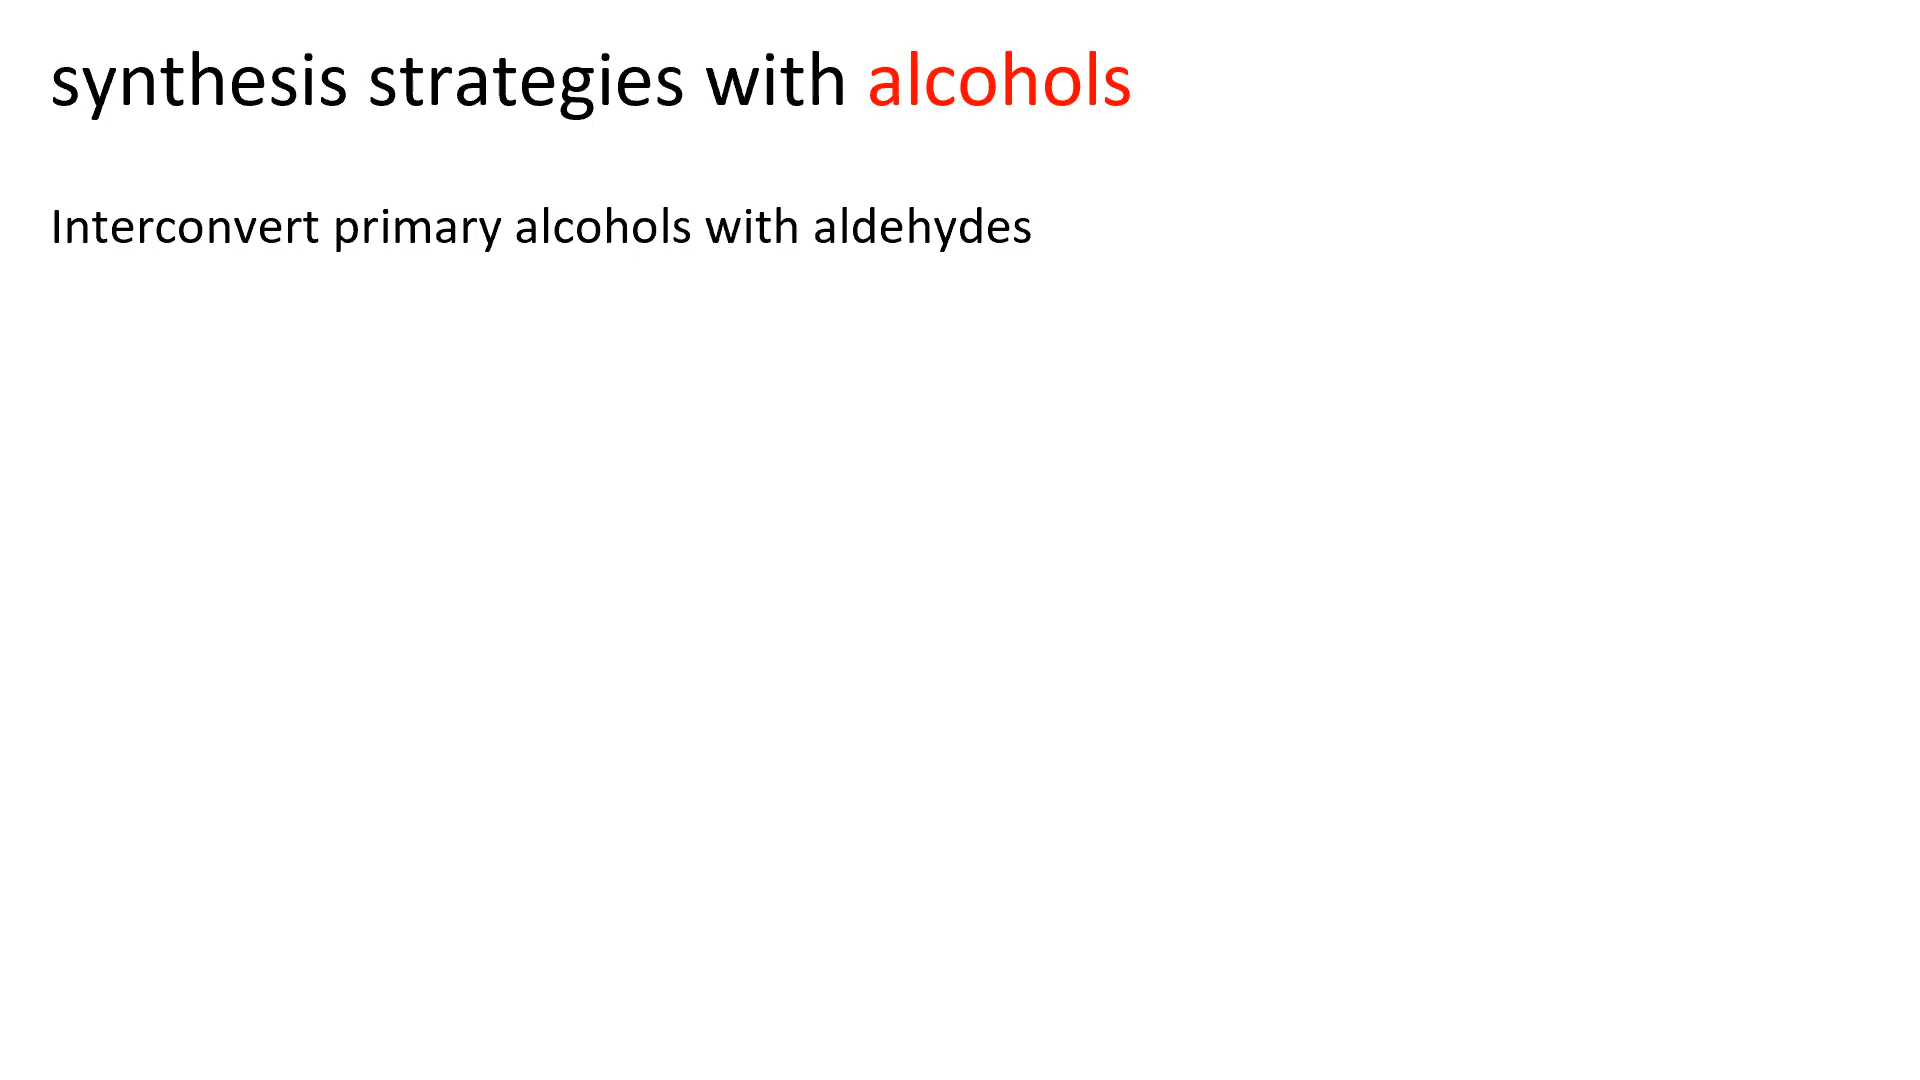 synthesis strategies with alcohols
Interconvert primary alcohols with aldehydes